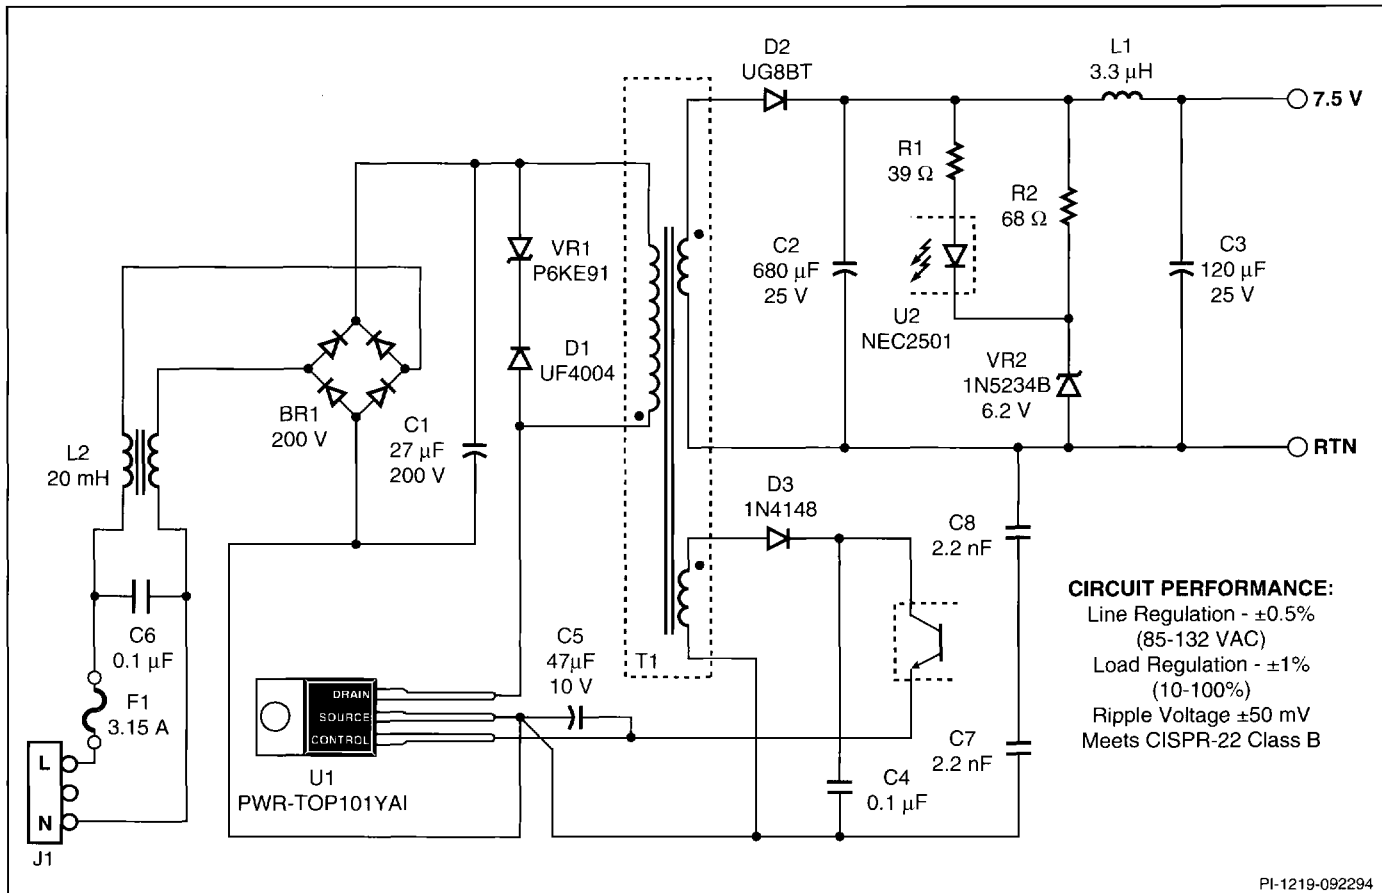 D2
UG8BT
L1
3.3 µH
7.5 V
R1
39 Ω
R2
68 Ω
VR1
P6KE91
C2
680 µF
25 V
C3
120 µF
25 V
U2
NEC2501
D1
UF4004
VR2
1N5234B
6.2 V
BR1
200 V
C1
27 µF
200 V
L2
20 mH
RTN
D3
1N4148
C8
2.2 nF
CIRCUIT PERFORMANCE:
Line Regulation - ±0.5%
(85-132 VAC)
Load Regulation - ±1%
(10-100%)
Ripple Voltage ±50 mV
Meets CISPR-22 Class B
C6
0.1 µF
C5
47µF
10 V
T1
F1
3.15 A
DRAIN
SOURCE
CONTROL
C7
2.2 nF
L
N
J1
U1
PWR-TOP101YAI
C4
0.1 µF
PI-1219-092294